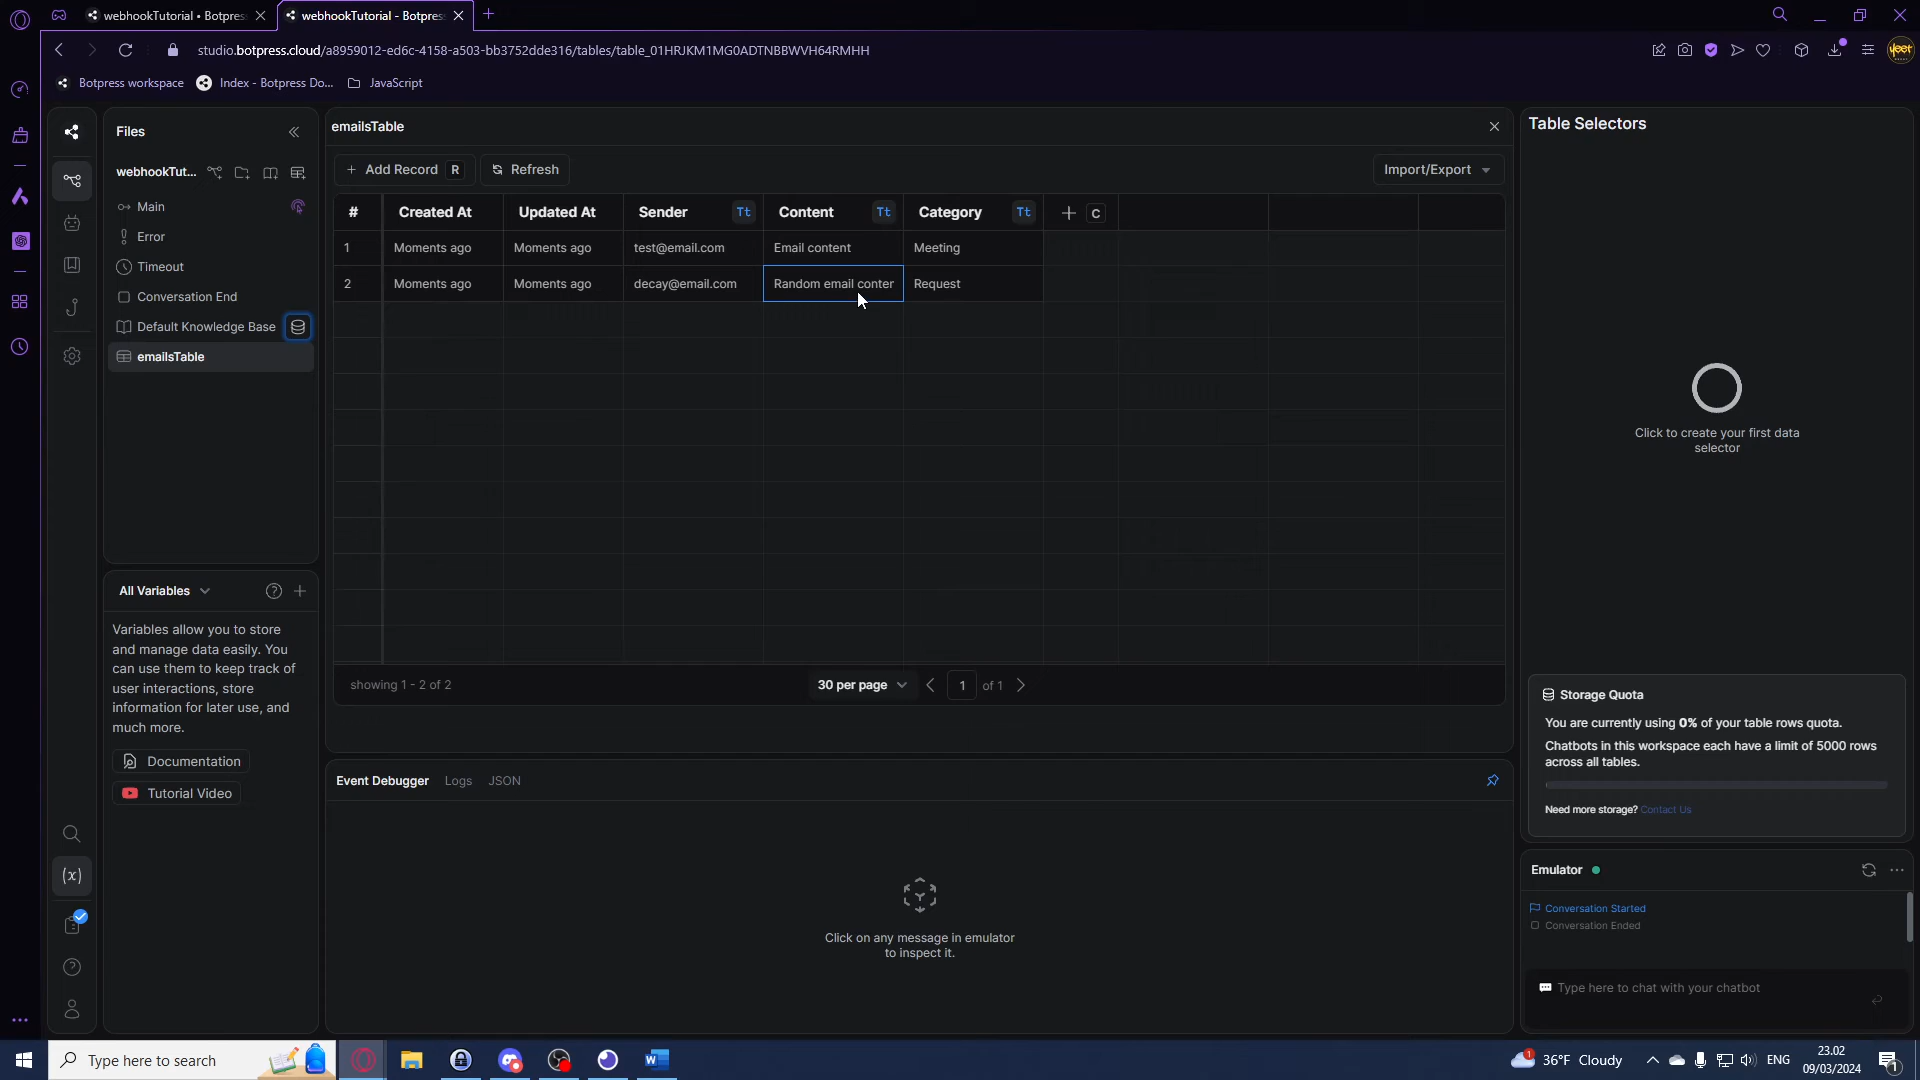 webhookTutorial • Botpres
webhookTutorial - Botpress
studio.botpress.cloud/a8959012-ed6c-4158-a503-bb3752dde316/tables/table_01HRJKM1MG0ADTNBBWVH64RMHH
yeet
Botpress workspace
Index - Botpress Do...
JavaScript
Files
webhookTut...
Main
Error
Timeout
Conversation End
Default Knowledge Base
emailsTable
All Variables
Variables allow you to store
and manage data easily. You
can use them to keep track of
user interactions, store
information for later use, and
much more.
Documentation
Tutorial Video
(x)
emailsTable
Add Record R
Refresh
Import/Export
# Created At Updated At Sender Tt Content Tt Category Tt + C
1 Moments ago Moments ago test@email.com Email content Meeting
2 Moments ago Moments ago decay@email.com Random email conter Request
showing 1 - 2 of 2
30 per page
1 of 1
Event Debugger Logs JSON
Click on any message in emulator
to inspect it.
Table Selectors
Click to create your first data
selector
Storage Quota
You are currently using 0% of your table rows quota.
Chatbots in this workspace each have a limit of 5000 rows
across all tables.
Need more storage? Contact Us
Emulator
Conversation Started
Conversation Ended
Type here to chat with your chatbot
Type here to search
1
36°F Cloudy
ENG
23.02
09/03/2024
1